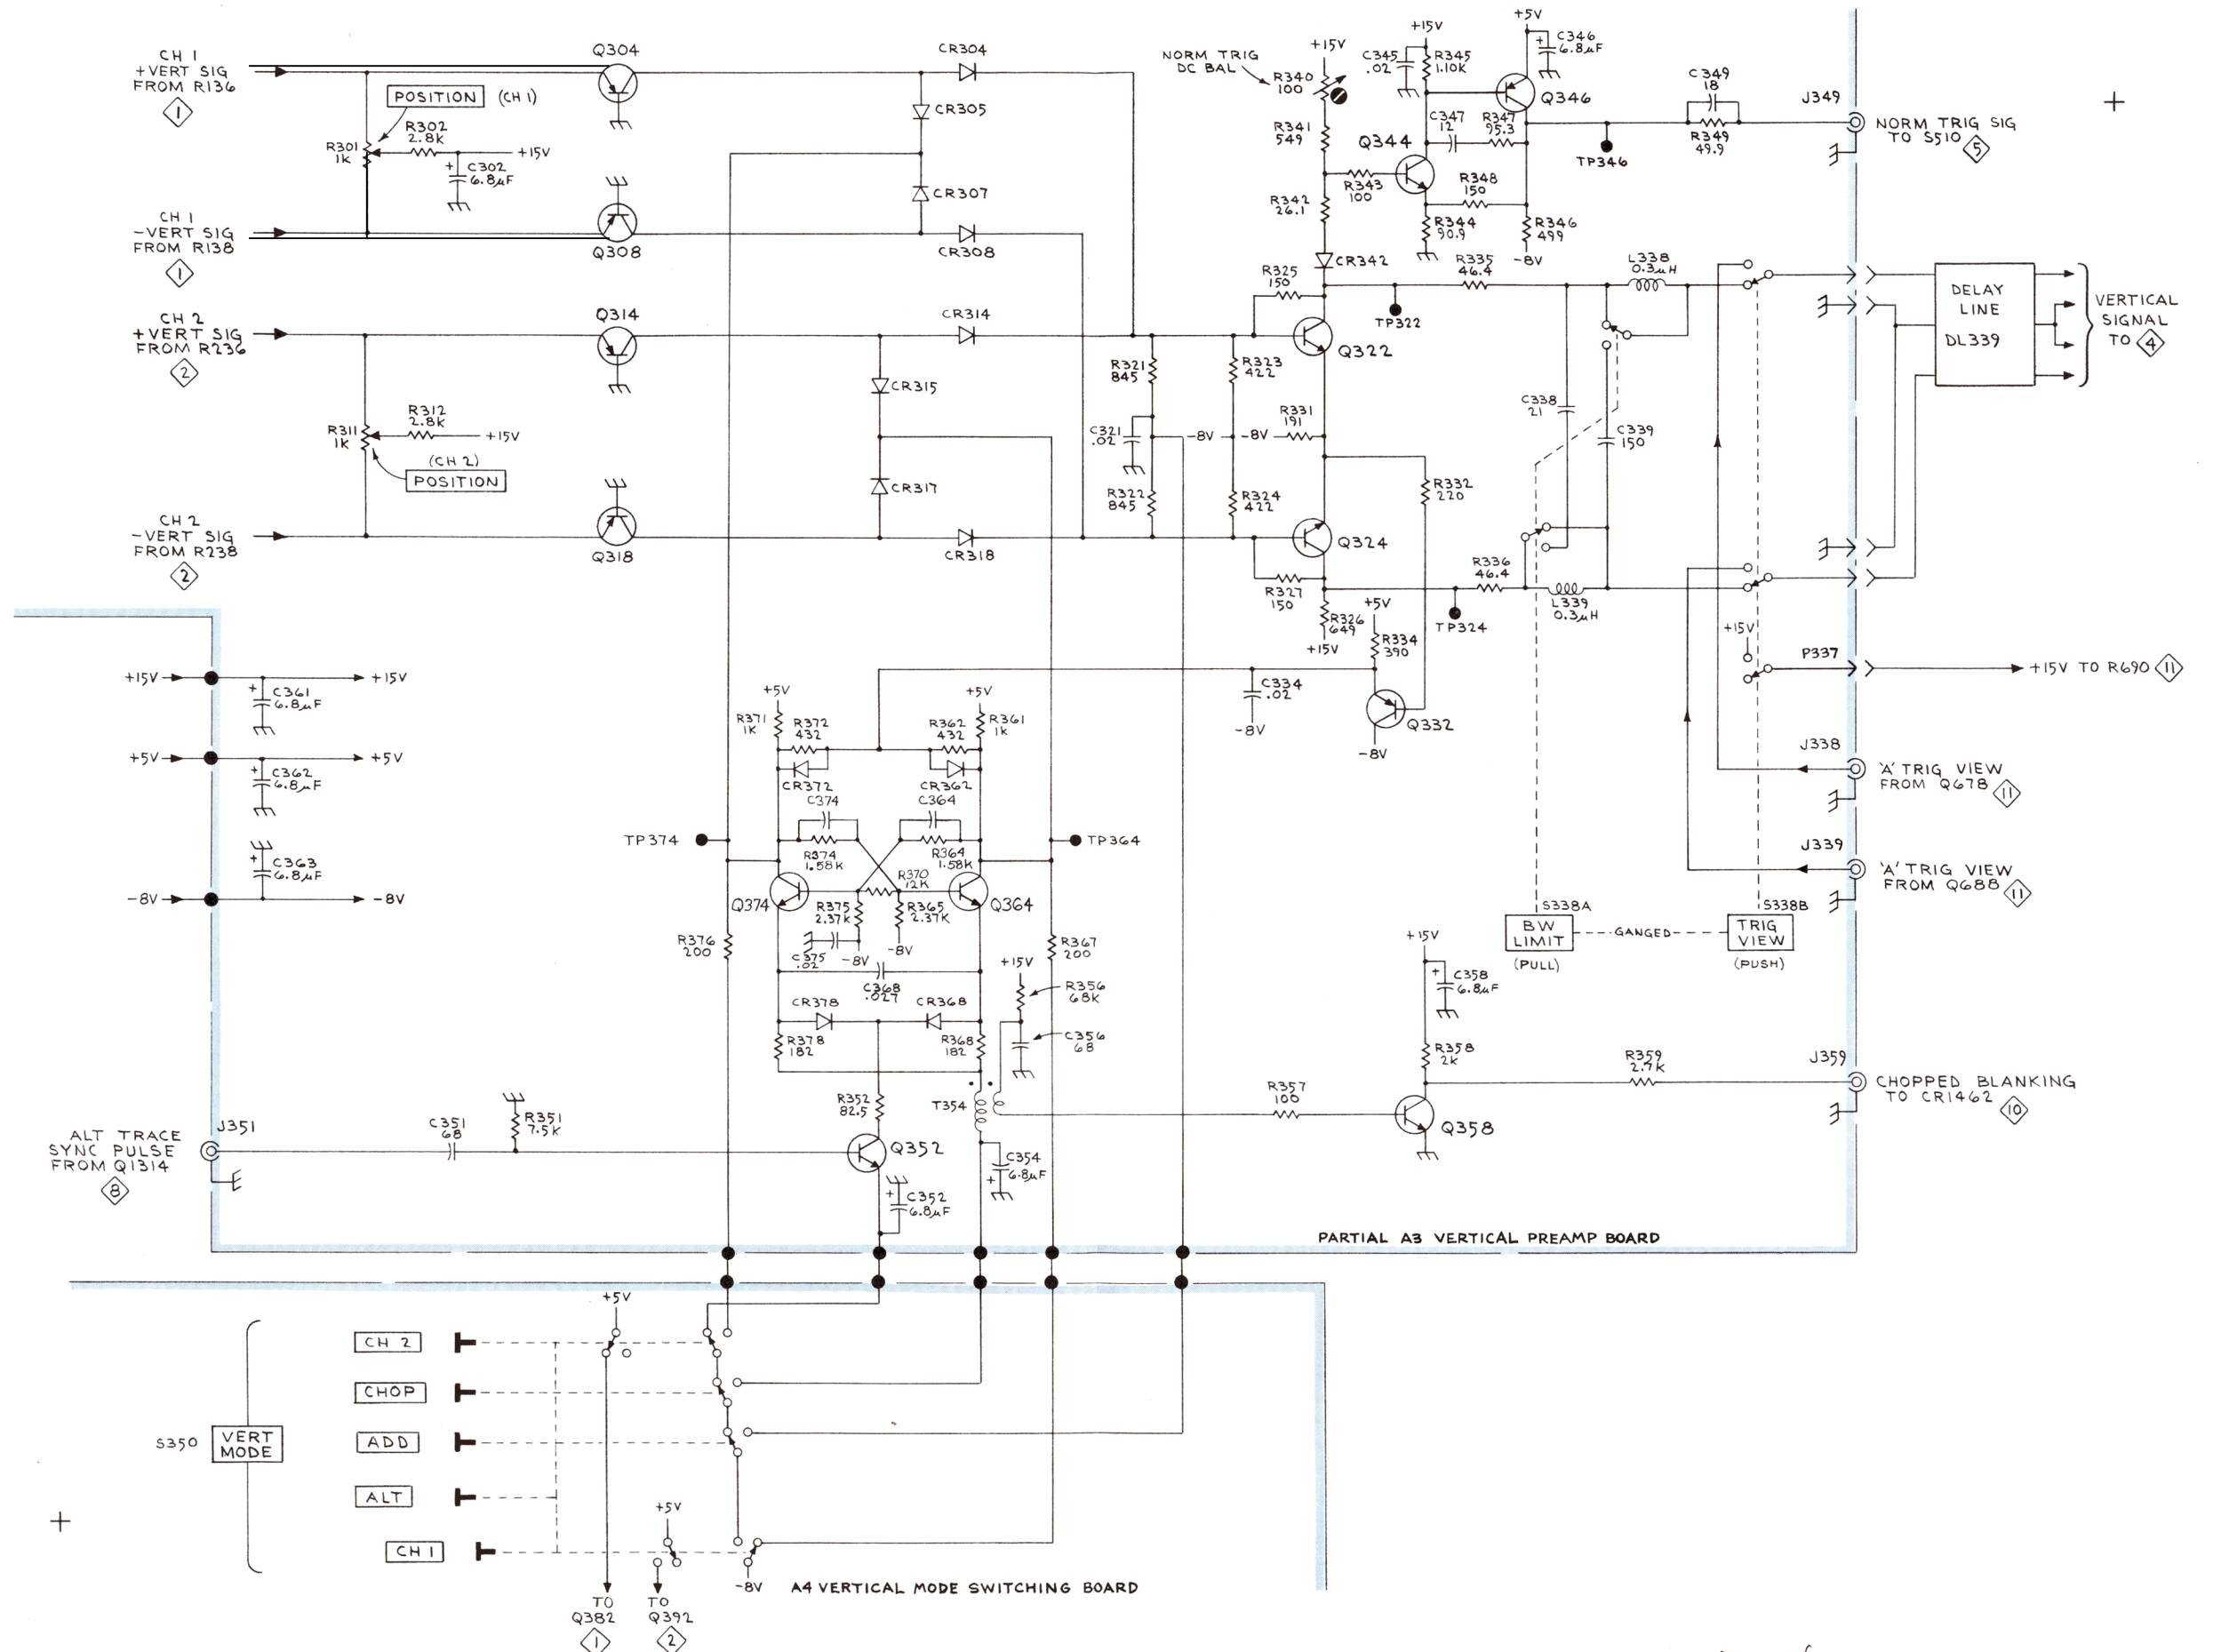 CH 1
+VERT SIG
FROM R136
1
POSITION (CH 1)
R301
1K
R302
2.8K
+15V
C302
6.8µF
Q304
CR304
CR305
CR307
CH 1
-VERT SIG
FROM R138
1
Q308
CR308
NORM TRIG
DC BAL
+15V
R340
100
R341
549
R342
26.1
R343
100
Q344
C345
.02
+15V
R345
1.10K
+5V
C346
6.8µF
Q346
C347
12
R347
95.3
R348
150
R344
90.9
R346
499
-8V
TP346
C349
18
R349
49.9
J349
NORM TRIG SIG
TO S510
5
CH 2
+VERT SIG
FROM R236
2
R311
1K
R312
2.8K
+15V
(CH 2)
POSITION
Q314
CR314
CR315
CR317
CH 2
-VERT SIG
FROM R238
2
Q318
CR318
R321
845
C321
.02
R322
845
R323
422
-8V
R324
422
R325
150
CR342
Q322
TP322
-8V
R331
191
R332
220
Q324
R327
150
R326
649
+15V
R335
46.4
L338
0.3µH
C338
21
C339
150
R336
46.4
L339
0.3µH
TP324
DELAY
LINE
DL339
VERTICAL
SIGNAL
TO 4
+15V
P337
+15V TO R690 11
J338
'A' TRIG VIEW
FROM Q678
11
J339
'A' TRIG VIEW
FROM Q688
11
S338A
BW
LIMIT
(PULL)
GANGED
S338B
TRIG
VIEW
(PUSH)
+15V
C361
6.8µF
+15V
+5V
C362
6.8µF
+5V
C363
6.8µF
-8V
-8V
+5V
R334
390
C334
.02
-8V
Q332
-8V
+5V
R371
1K
R372
432
CR372
C374
R374
1.58K
+5V
R361
1K
R362
432
CR362
C364
R364
1.58K
TP374
TP364
Q374
R370
12K
Q364
R375
2.37K
R365
2.37K
C375
.02
-8V
-8V
C368
.027
R376
200
R367
200
CR378
CR368
R378
182
R368
182
+15V
R356
68K
C356
68
T354
R352
82.5
ALT TRACE
SYNC PULSE
FROM Q1314
8
J351
C351
68
R351
7.5K
Q352
C352
6.8µF
C354
6.8µF
R357
100
Q358
+15V
C358
6.8µF
R358
2K
R359
2.7K
J359
CHOPPED BLANKING
TO CR1462
10
PARTIAL A3 VERTICAL PREAMP BOARD
S350
VERT
MODE
CH 2
CHOP
ADD
ALT
CH 1
+5V
+5V
-8V
TO
Q382
1
TO
Q392
2
A4 VERTICAL MODE SWITCHING BOARD